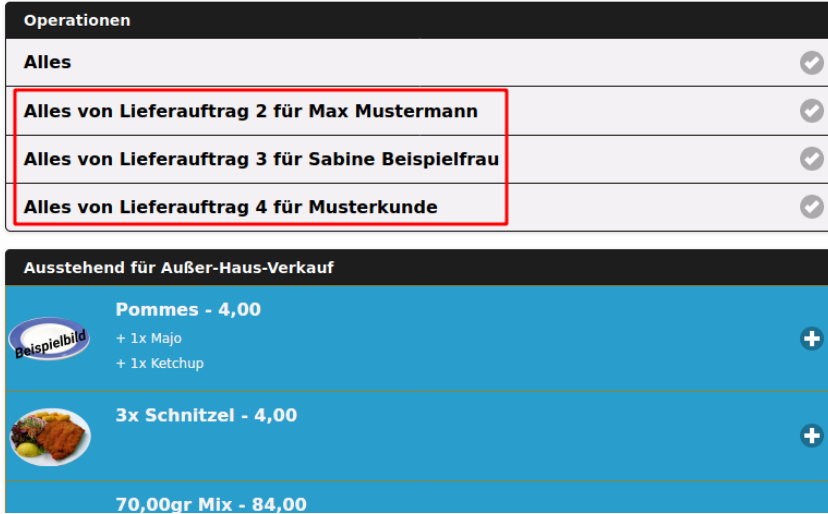 Operationen
Alles
Alles von Lieferauftrag 2 für Max Mustermann
Alles von Lieferauftrag 3 für Sabine Beispielfrau
Alles von Lieferauftrag 4 für Musterkunde
Ausstehend für Außer-Haus-Verkauf
Pommes - 4,00
+ 1x Majo
Beispielbild
+ 1x Ketchup
3x Schnitzel - 4,00
70,00gr Mix - 84,00